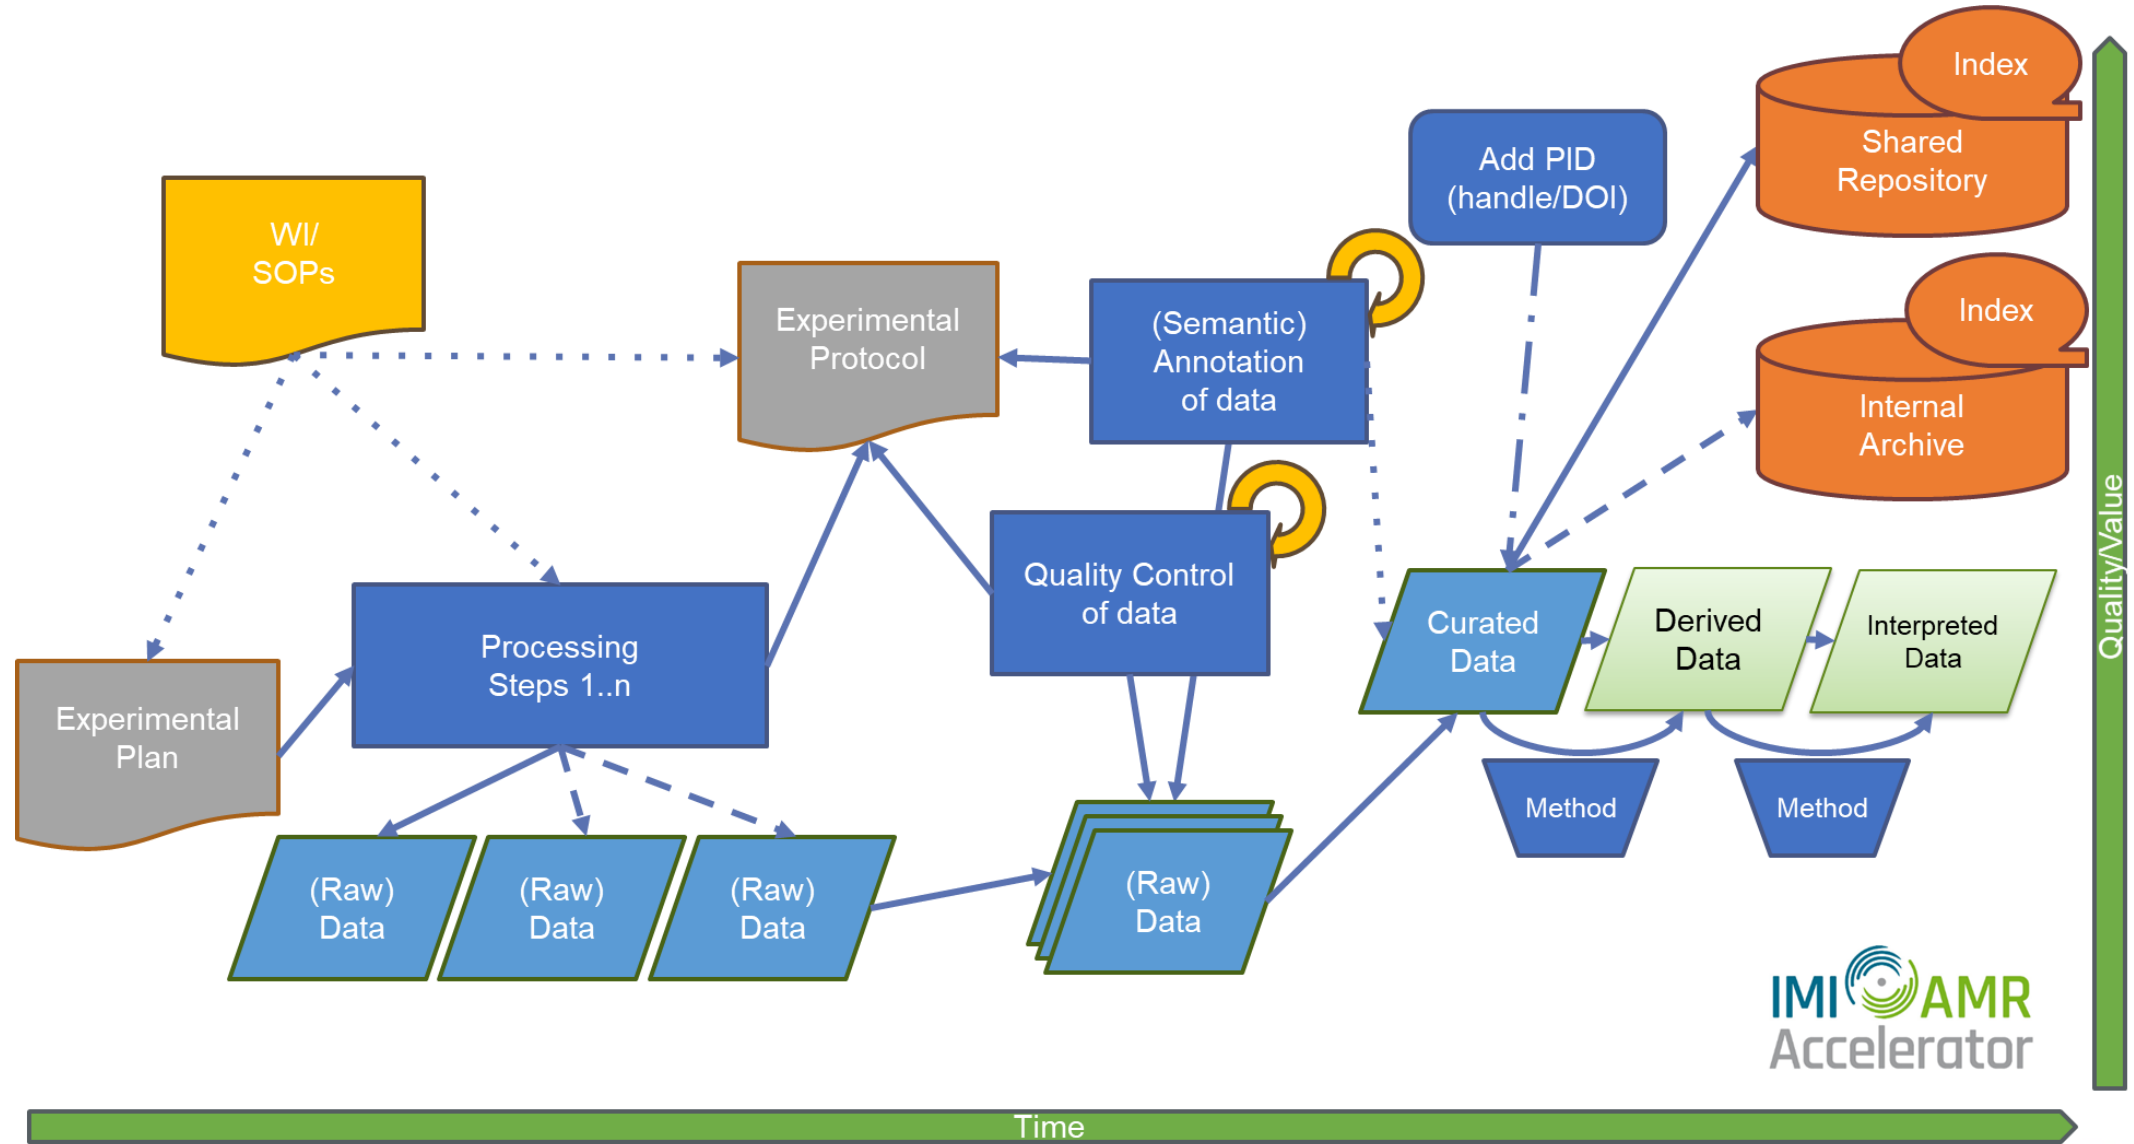 Index
Shared
Repository
Add PID
(handle/DOI)
WI/
SOPs
Experimental
Protocol
(Semantic)
Annotation
of data
Index
Internal
Archive
Quality/Value
Quality Control
of data
Processing
Steps 1..n
Experimental
Plan
Curated
Data
Derived
Data
Interpreted
Data
Method
Method
(Raw)
Data
(Raw)
Data
(Raw)
Data
(Raw)
Data
IMI AMR
Accelerator
Time